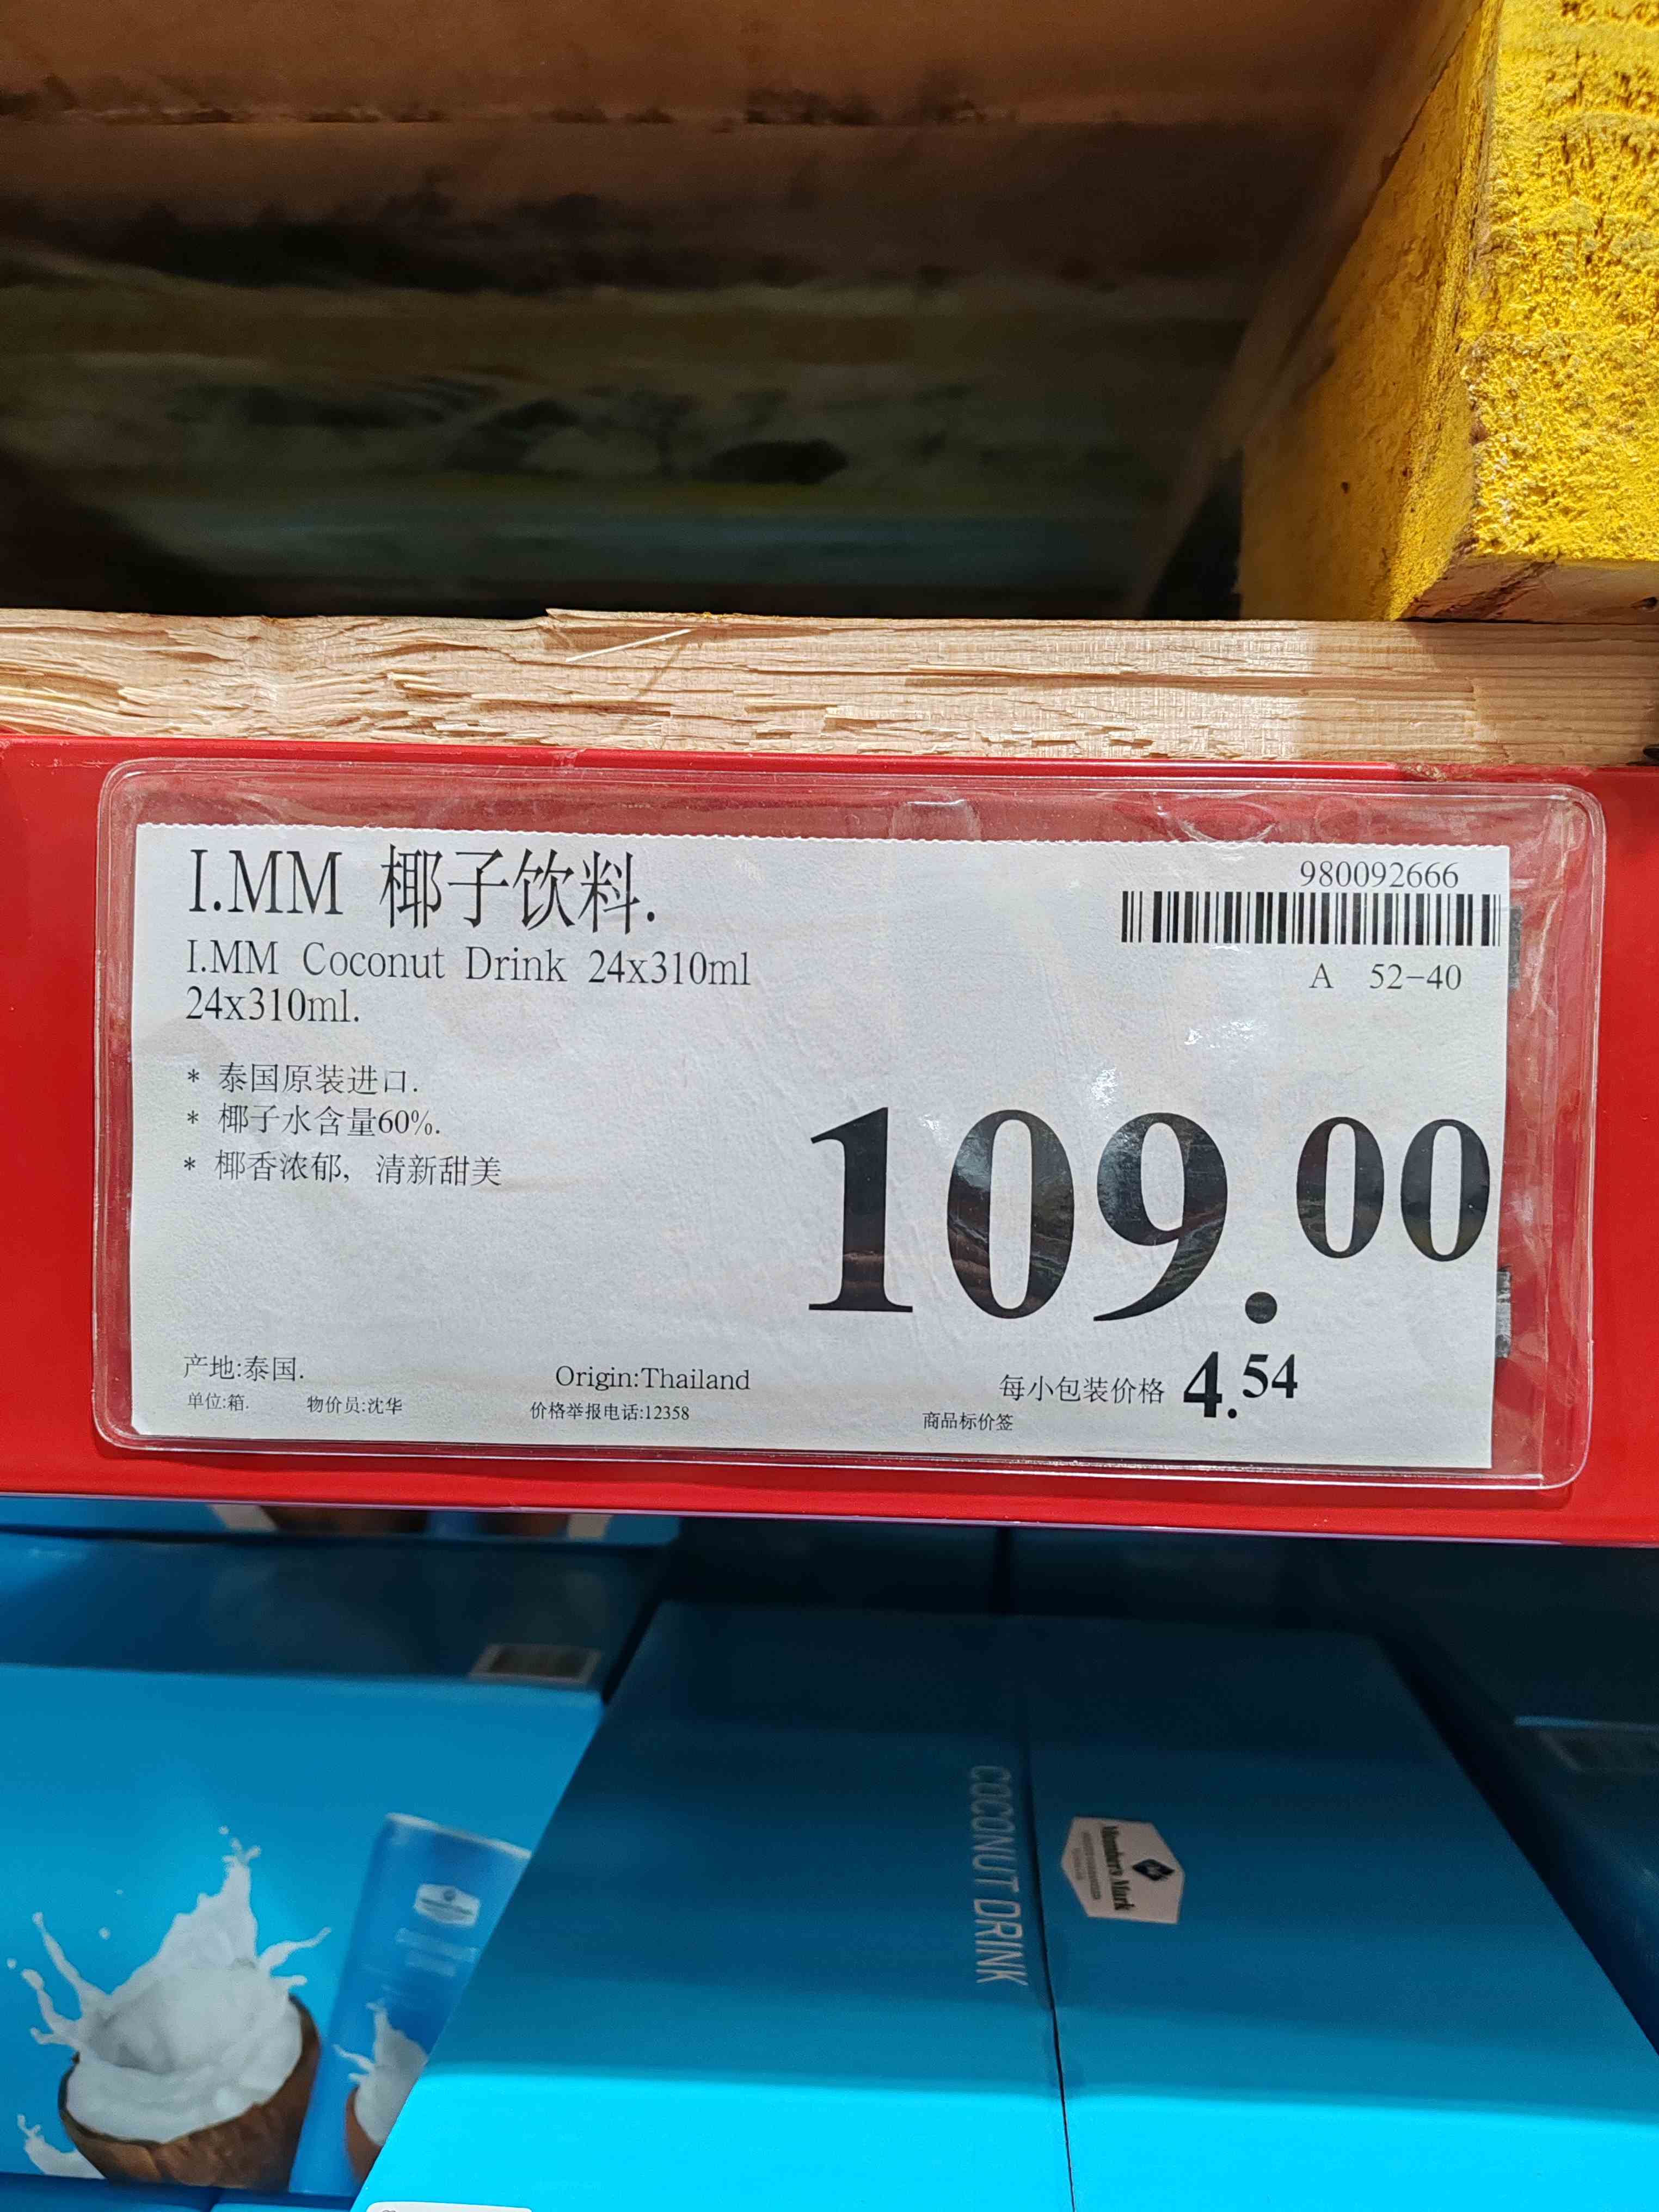 I.MM 椰子饮料.
980092666
I.MM Coconut Drink 24x310ml
24x310ml.
A 52-40
* 泰国原装进口.
* 椰子水含量60%.
* 椰香浓郁, 清新甜美
109.00
产地:泰国.
Origin:Thailand
每小包装价格 4.54
单位:箱.
物价员:沈华
价格举报电话:12358
商品标价签
COCONUT DRINK
Member's Mark